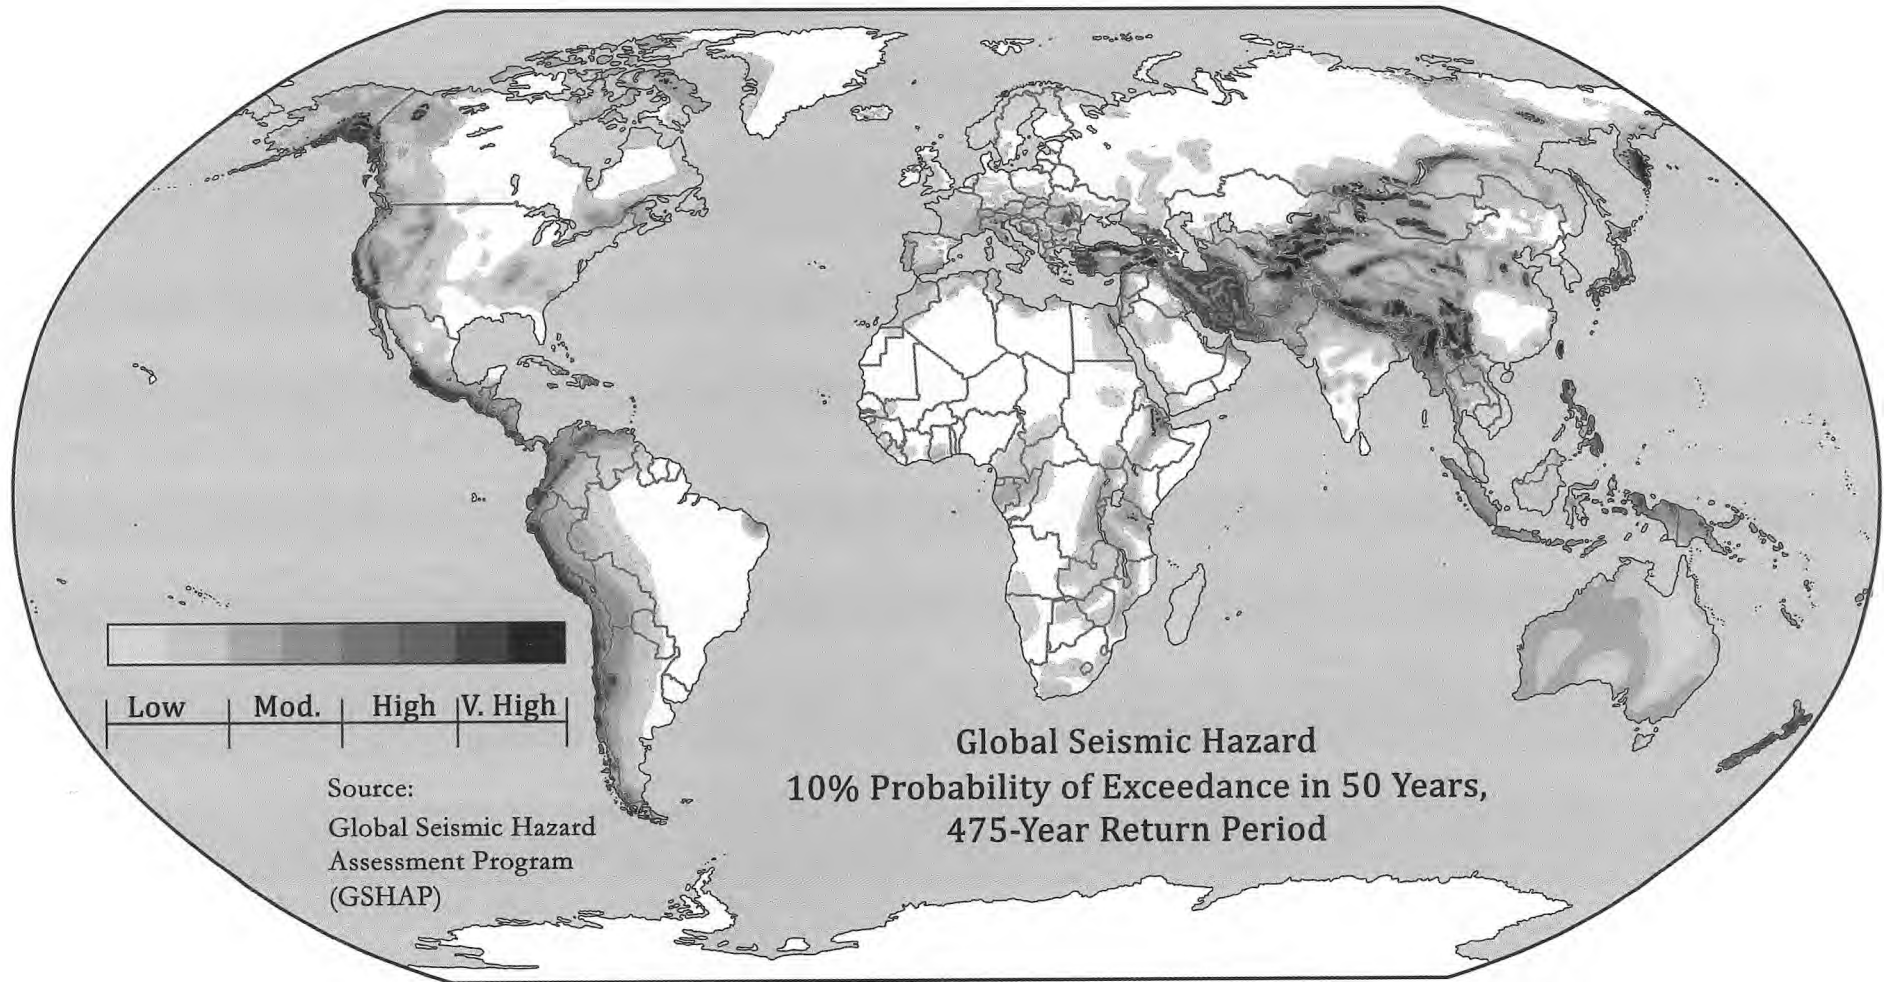 Low Mod. High V. High
Source:
Global Seismic Hazard
Assessment Program
(GSHAP)
Global Seismic Hazard
10% Probability of Exceedance in 50 Years,
475-Year Return Period